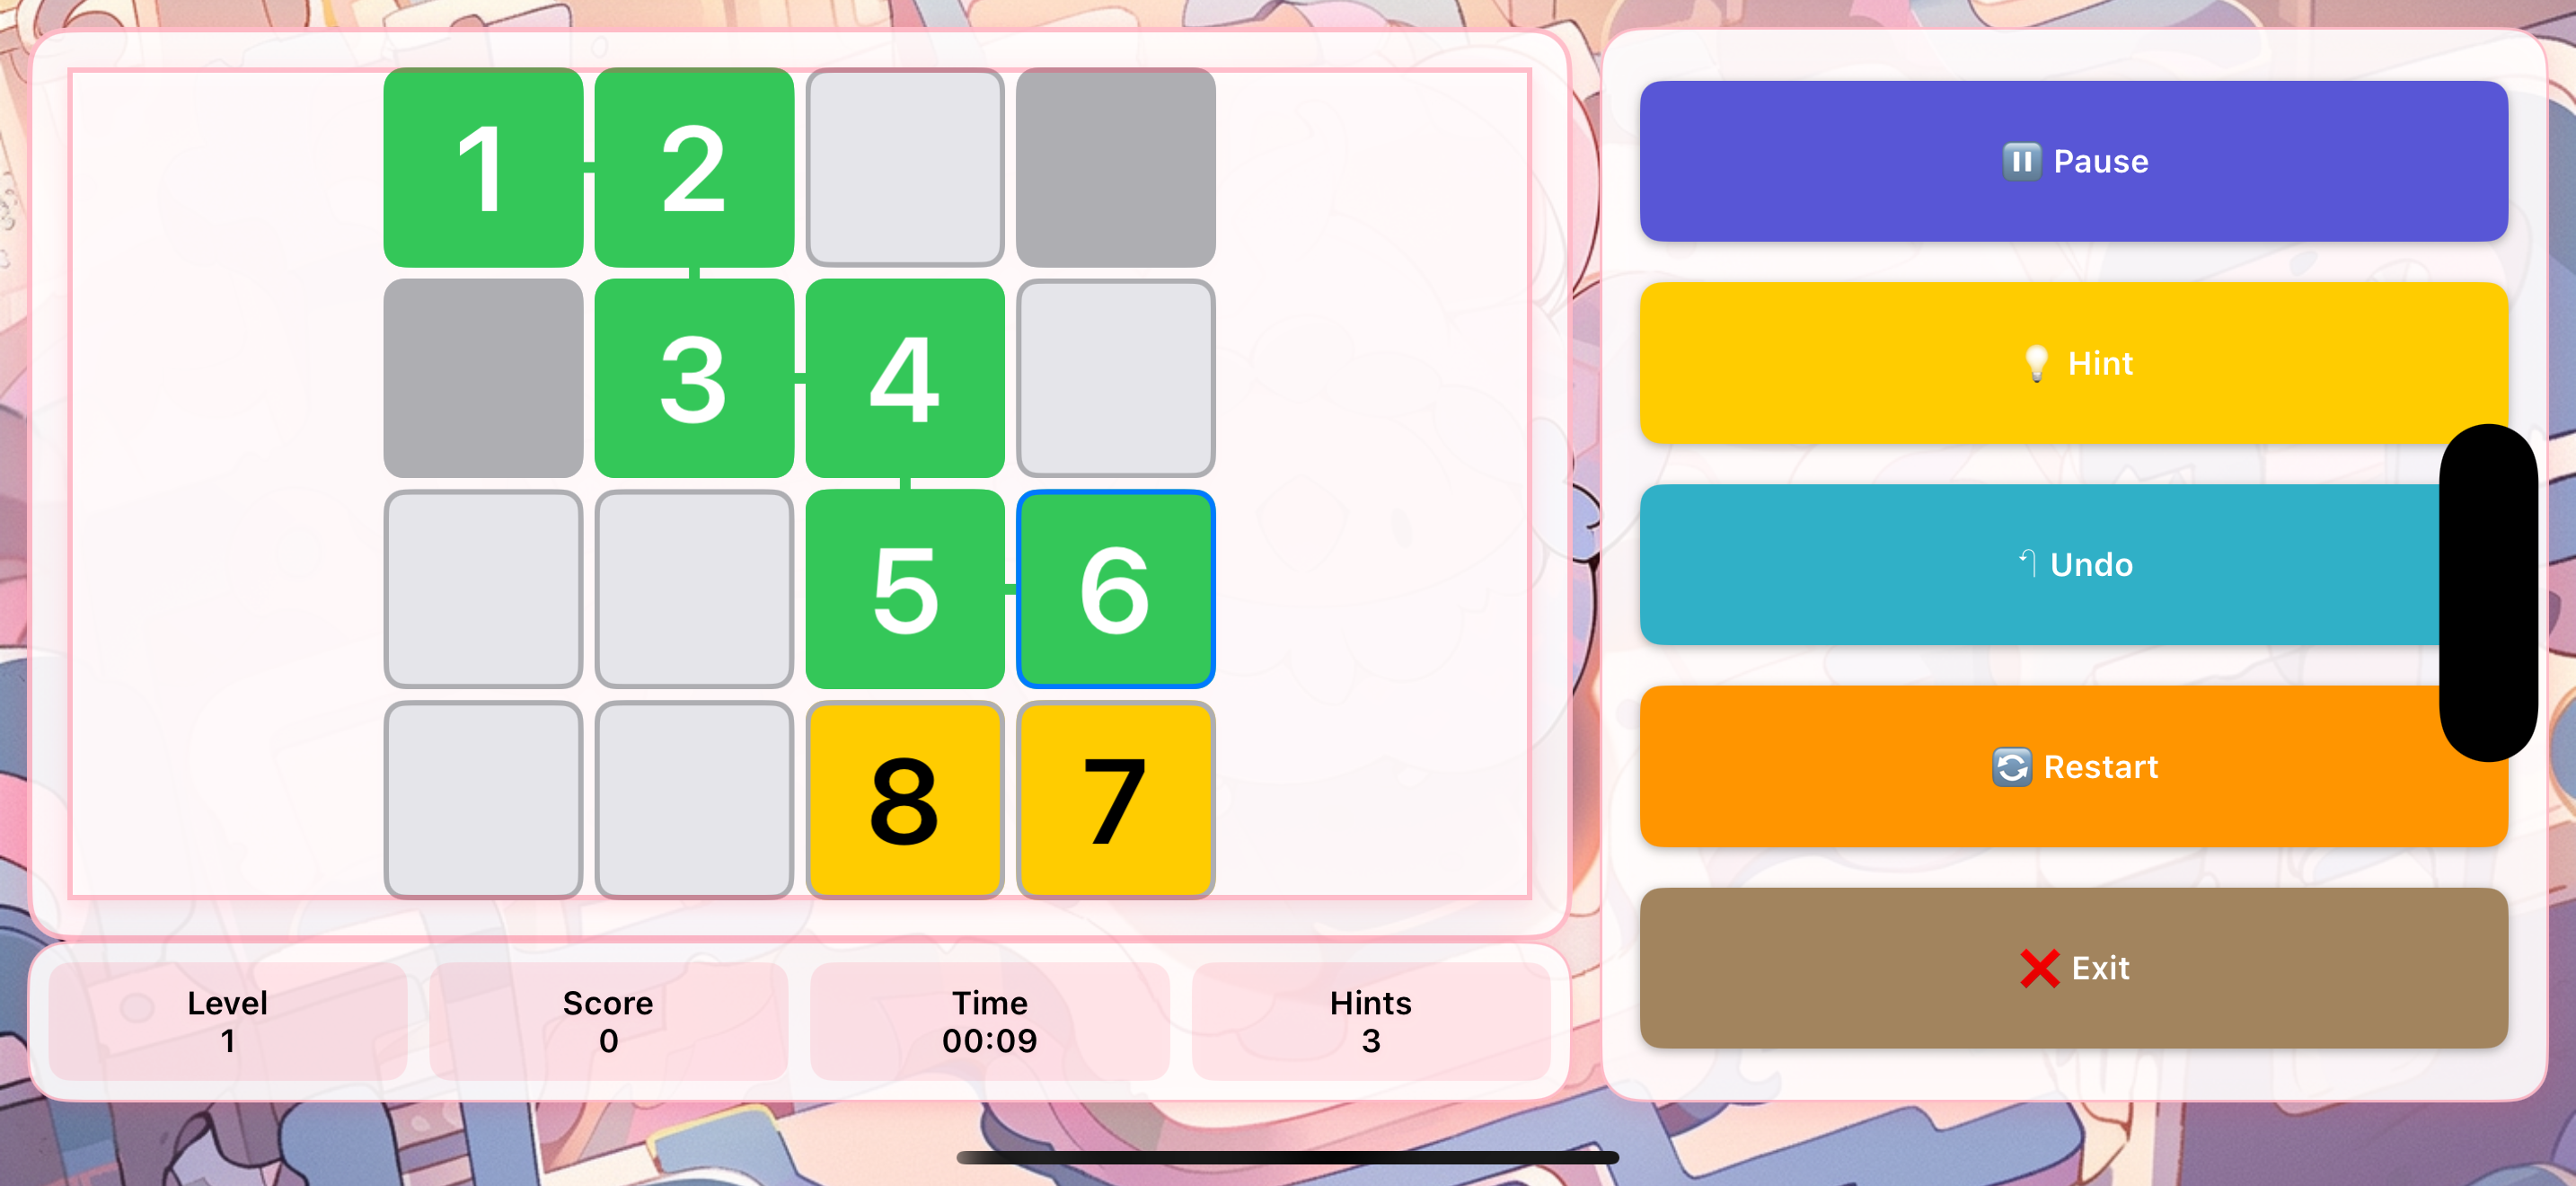 1 2
3 4
5 6
8 7
Level
1
Score
0
Time
00:09
Hints
3
Pause
Hint
Undo
Restart
Exit